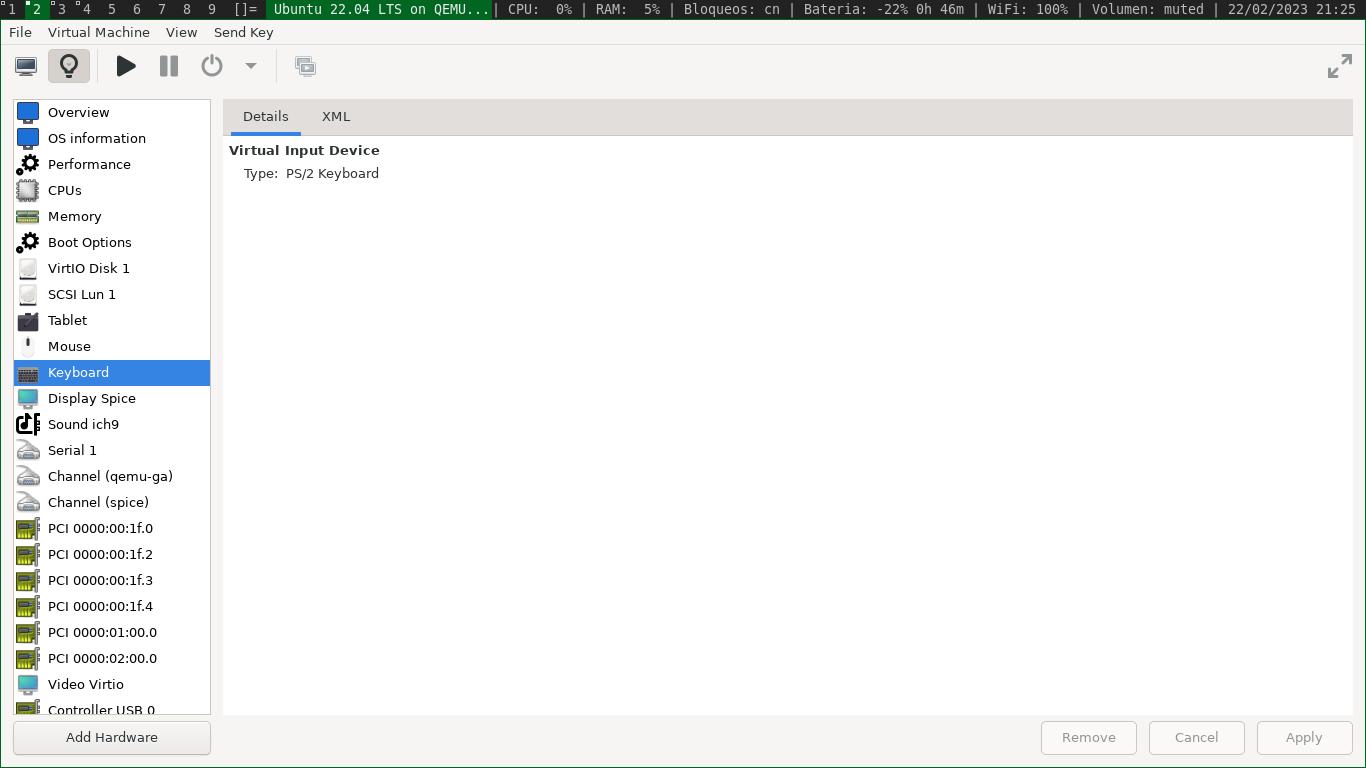 1 2 3 4 5 6 7 8 9 []= Ubuntu 22.04 LTS on QEMU... | CPU: 0% | RAM: 5% | Bloqueos: cn | Bateria: -22% 0h 46m | WiFi: 100% | Volumen: muted | 22/02/2023 21:25
File Virtual Machine View Send Key
Overview
OS information
Performance
CPUs
Memory
Boot Options
VirtIO Disk 1
SCSI Lun 1
Tablet
Mouse
Keyboard
Display Spice
Sound ich9
Serial 1
Channel (qemu-ga)
Channel (spice)
PCI 0000:00:1f.0
PCI 0000:00:1f.2
PCI 0000:00:1f.3
PCI 0000:00:1f.4
PCI 0000:01:00.0
PCI 0000:02:00.0
Video Virtio
Controller USB 0
Add Hardware
Details XML
Virtual Input Device
Type: PS/2 Keyboard
Remove Cancel Apply